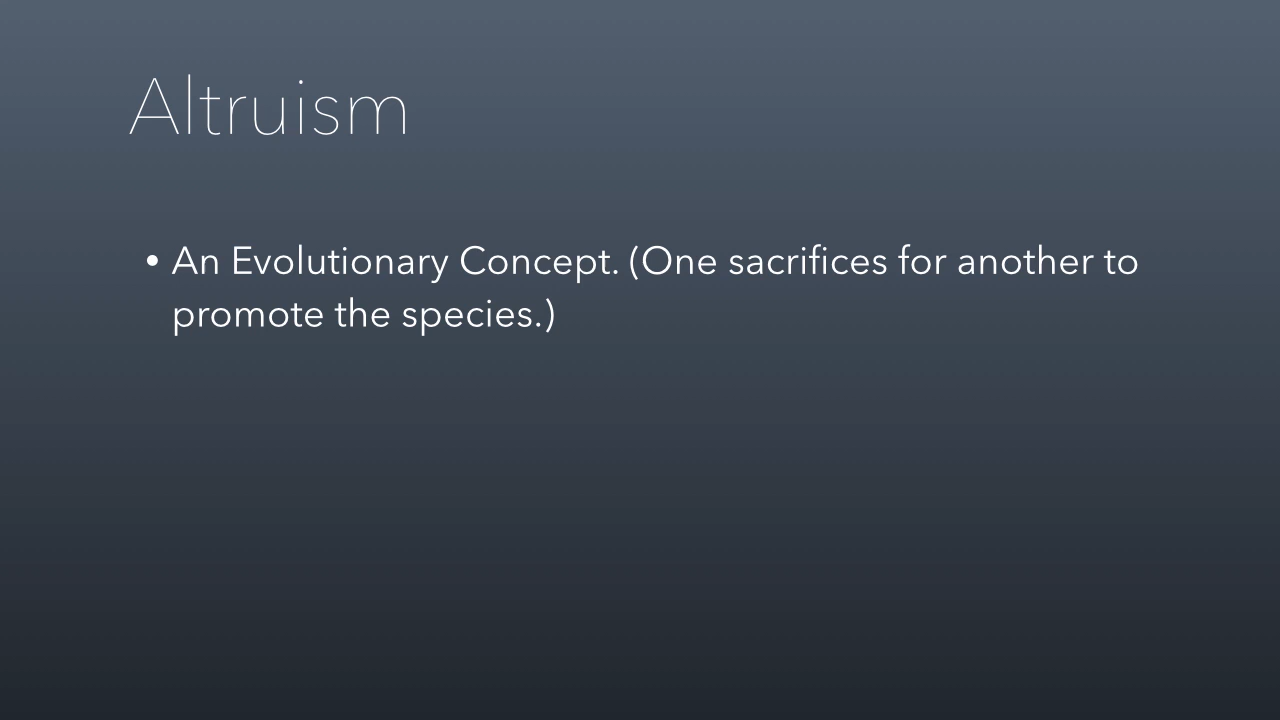 Altruism
• An Evolutionary Concept. (One sacrifices for another to
promote the species.)